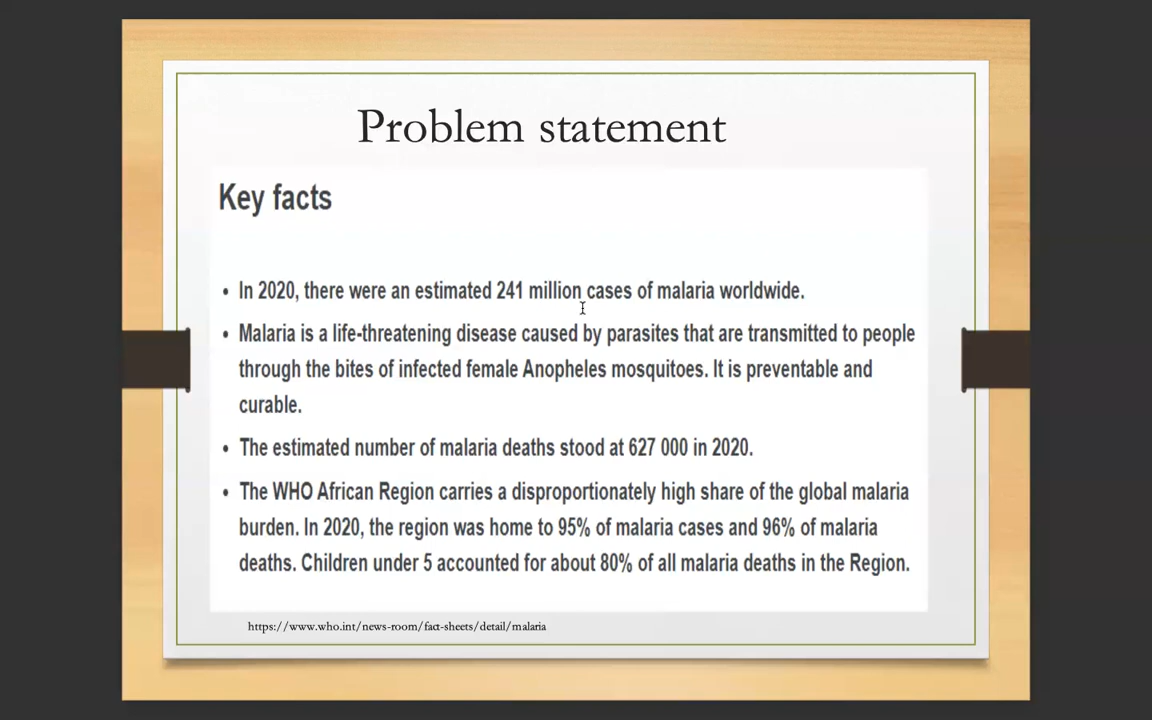 Problem statement
Key facts
• In 2020, there were an estimated 241 million cases of malaria worldwide.
• Malaria is a life-threatening disease caused by parasites that are transmitted to people
through the bites of infected female Anopheles mosquitoes. It is preventable and
curable.
• The estimated number of malaria deaths stood at 627 000 in 2020.
• The WHO African Region carries a disproportionately high share of the global malaria
burden. In 2020, the region was home to 95% of malaria cases and 96% of malaria
deaths. Children under 5 accounted for about 80% of all malaria deaths in the Region.
https://www.who.int/news-room/fact-sheets/detail/malaria